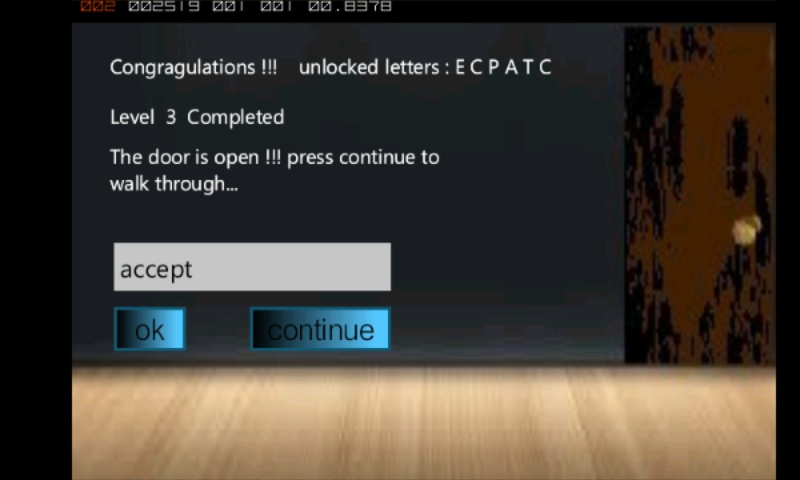 002 002519 001 001 00.8378
Congragulations !!! unlocked letters : E C P A T C
Level 3 Completed
The door is open !!! press continue to
walk through...
accept
ok continue